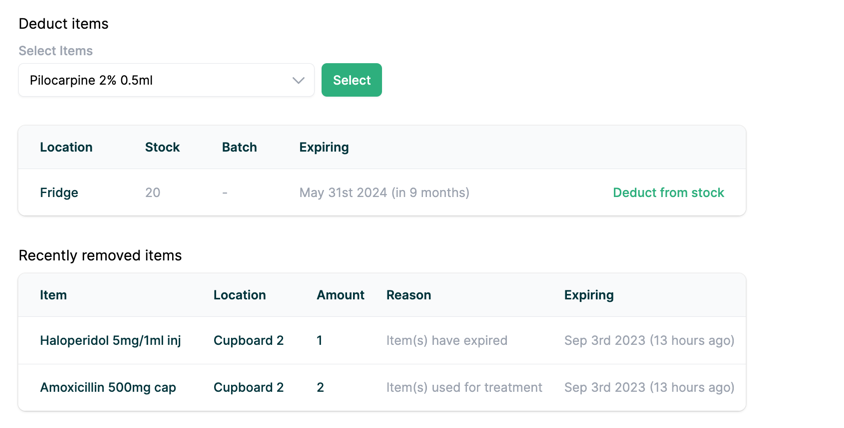 Deduct items
Select Items
Pilocarpine 2% 0.5ml Select
Location Stock Batch Expiring
Fridge 20 - May 31st 2024 (in 9 months) Deduct from stock
Recently removed items
Item Location Amount Reason Expiring
Haloperidol 5mg/1ml inj Cupboard 2 1 Item(s) have expired Sep 3rd 2023 (13 hours ago)
Amoxicillin 500mg cap Cupboard 2 2 Item(s) used for treatment Sep 3rd 2023 (13 hours ago)